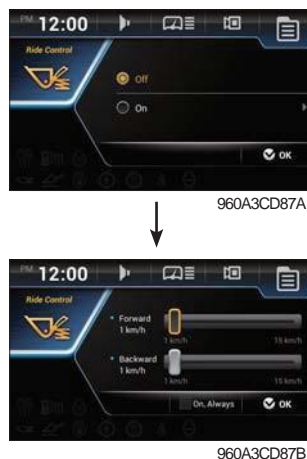 PM 12:00
Ride Control
Off
On
OK
960A3CD87A
PM 12:00
Ride Control
Forward
1 km/h
1 km/h 15 km/h
Backward
1 km/h
1 km/h 15 km/h
On, Always OK
960A3CD87B